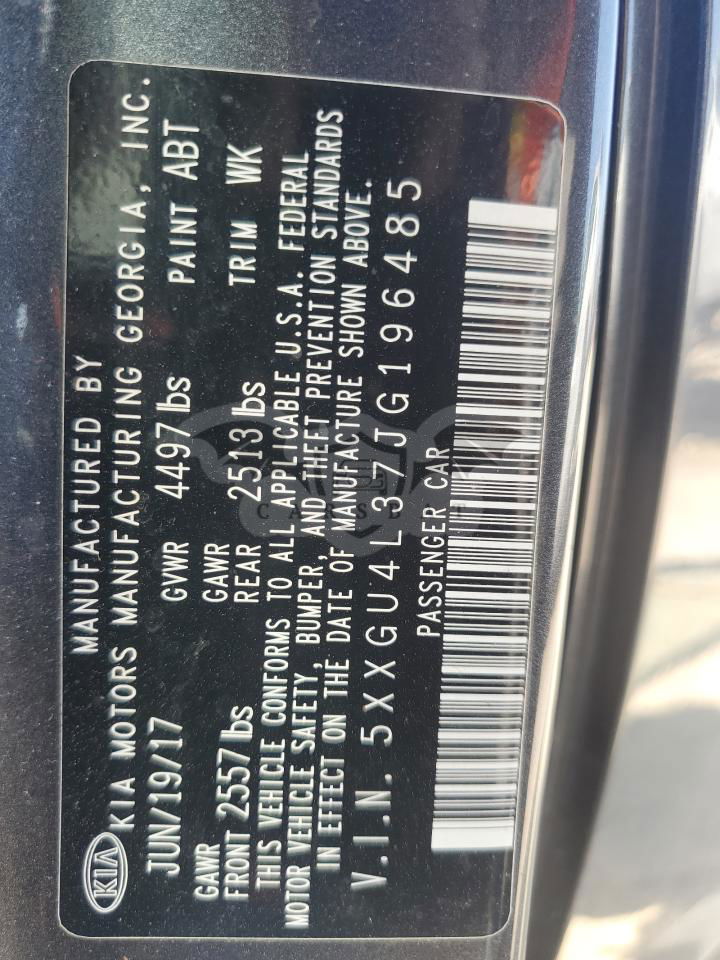 MANUFACTURED BY
KIA KIA MOTORS MANUFACTURING GEORGIA, INC.
JUN/19/17 GVWR 4497 lbs PAINT ABT
GAWR GAWR
FRONT 2557 lbs REAR 2513 lbs TRIM WK
THIS VEHICLE CONFORMS TO ALL APPLICABLE U.S.A. FEDERAL
MOTOR VEHICLE SAFETY, BUMPER, AND THEFT PREVENTION STANDARDS
IN EFFECT ON THE DATE OF MANUFACTURE SHOWN ABOVE.
V.I.N. 5XXGU4L37JG196485
PASSENGER CAR
CARSBAT